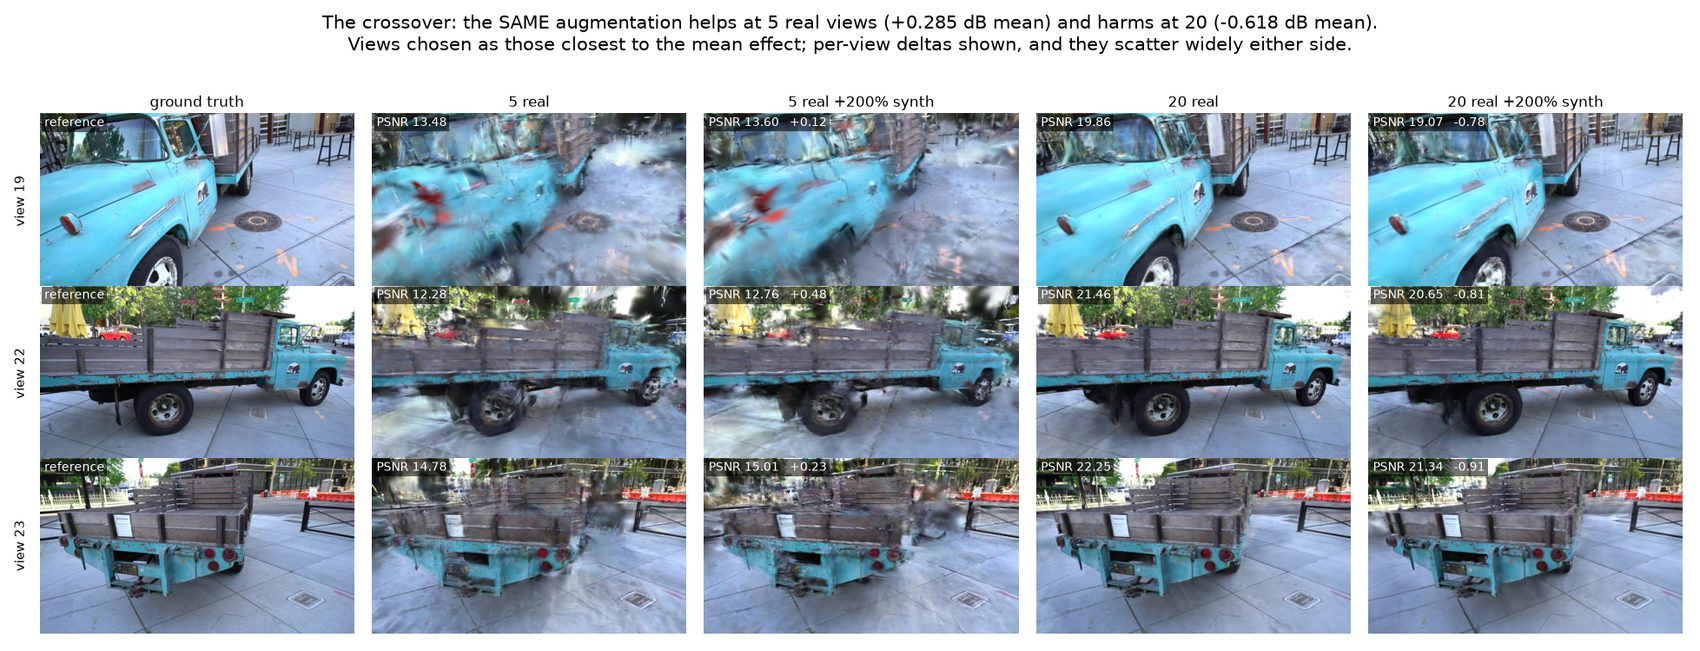 The crossover: the SAME augmentation helps at 5 real views (+0.285 dB mean) and harms at 20 (-0.618 dB mean).
Views chosen as those closest to the mean effect; per-view deltas shown, and they scatter widely either side.
ground truth
5 real
5 real +200% synth
20 real
20 real +200% synth
view 19
reference
PSNR 13.48
PSNR 13.60 +0.12
PSNR 19.86
PSNR 19.07 -0.78
view 22
reference
PSNR 12.28
PSNR 12.76 +0.48
PSNR 21.46
PSNR 20.65 -0.81
view 23
reference
PSNR 14.78
PSNR 15.01 +0.23
PSNR 22.25
PSNR 21.34 -0.91